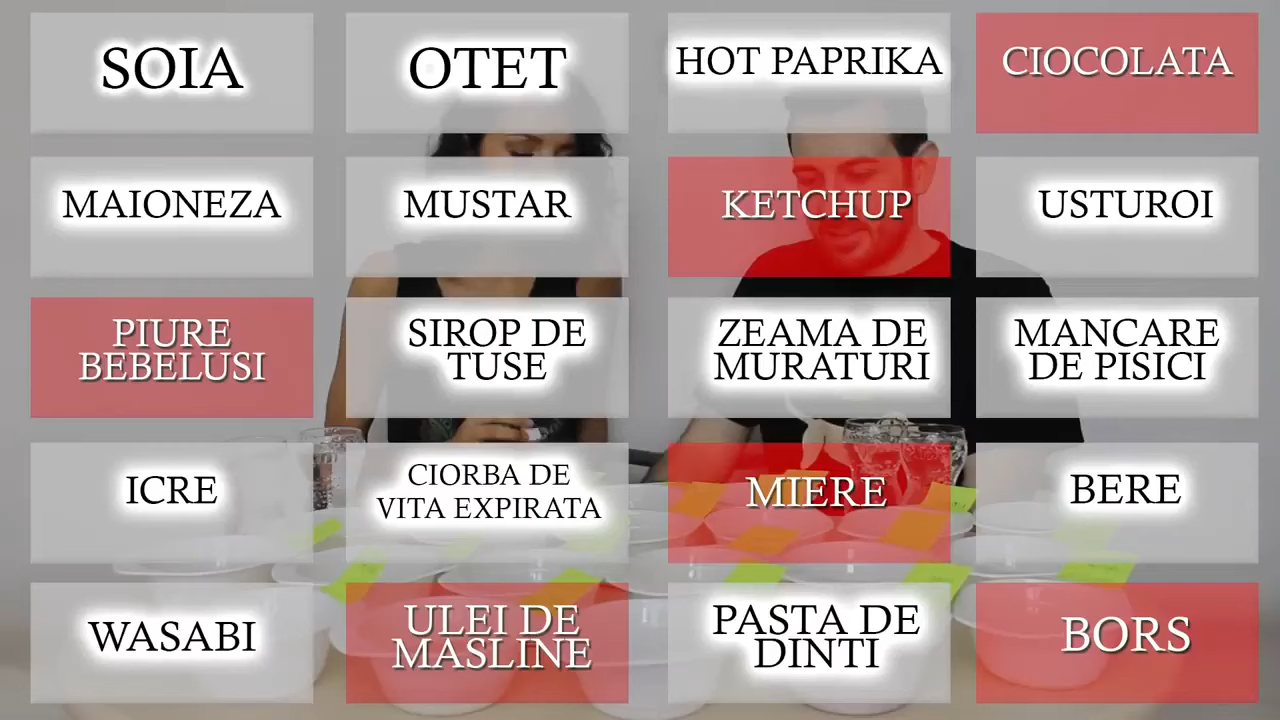 SOIA
OTET
HOT PAPRIKA
CIOCOLATA
MAIONEZA
MUSTAR
KETCHUP
USTUROI
PIURE
BEBELUSI
SIROP DE
TUSE
ZEAMA DE
MURATURI
MANCARE
DE PISICI
ICRE
CIORBA DE
VITA EXPIRATA
MIERE
BERE
WASABI
ULEI DE
MASLINE
PASTA DE
DINTI
BORS